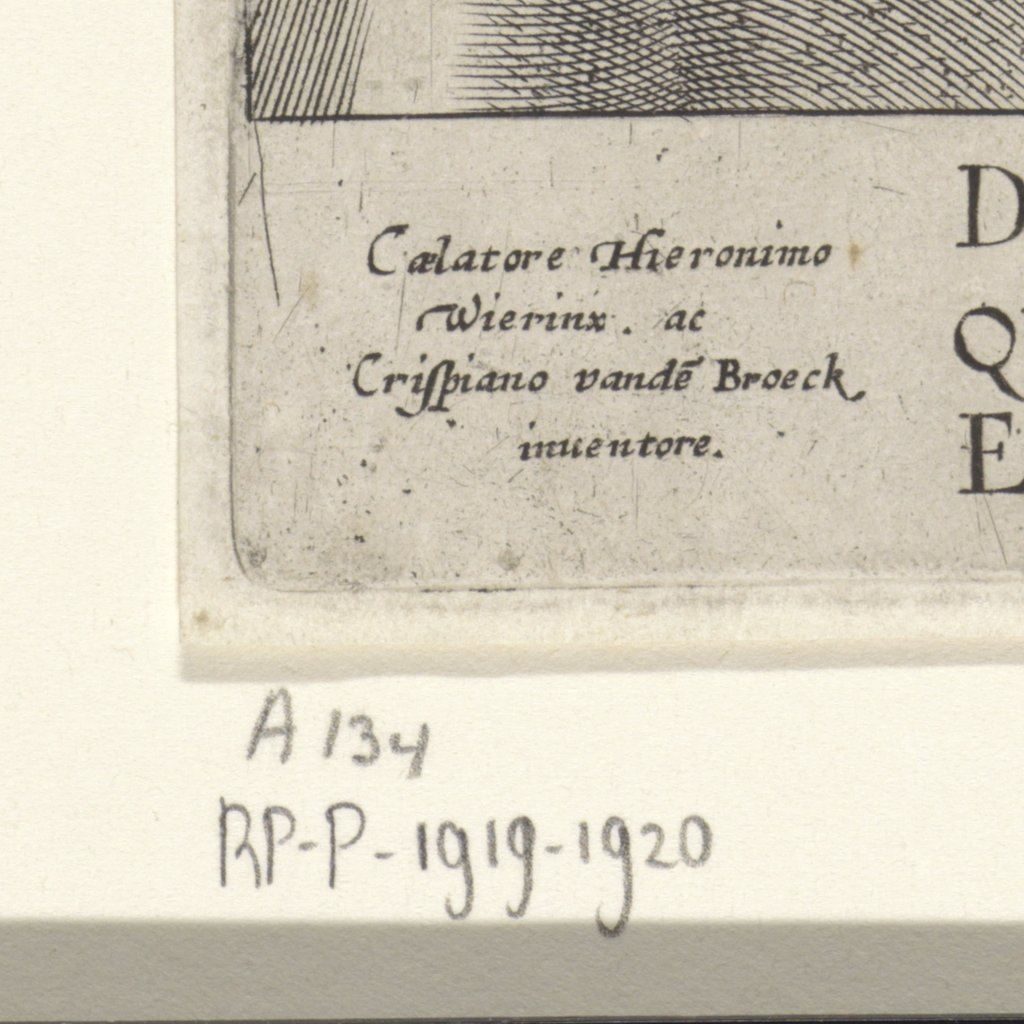 Cælatore Hieronimo
Wierinx. ac
Criſpiano vandē Broeck
inuentore.
D
Q
E
A 134
RP-P-1919-1920